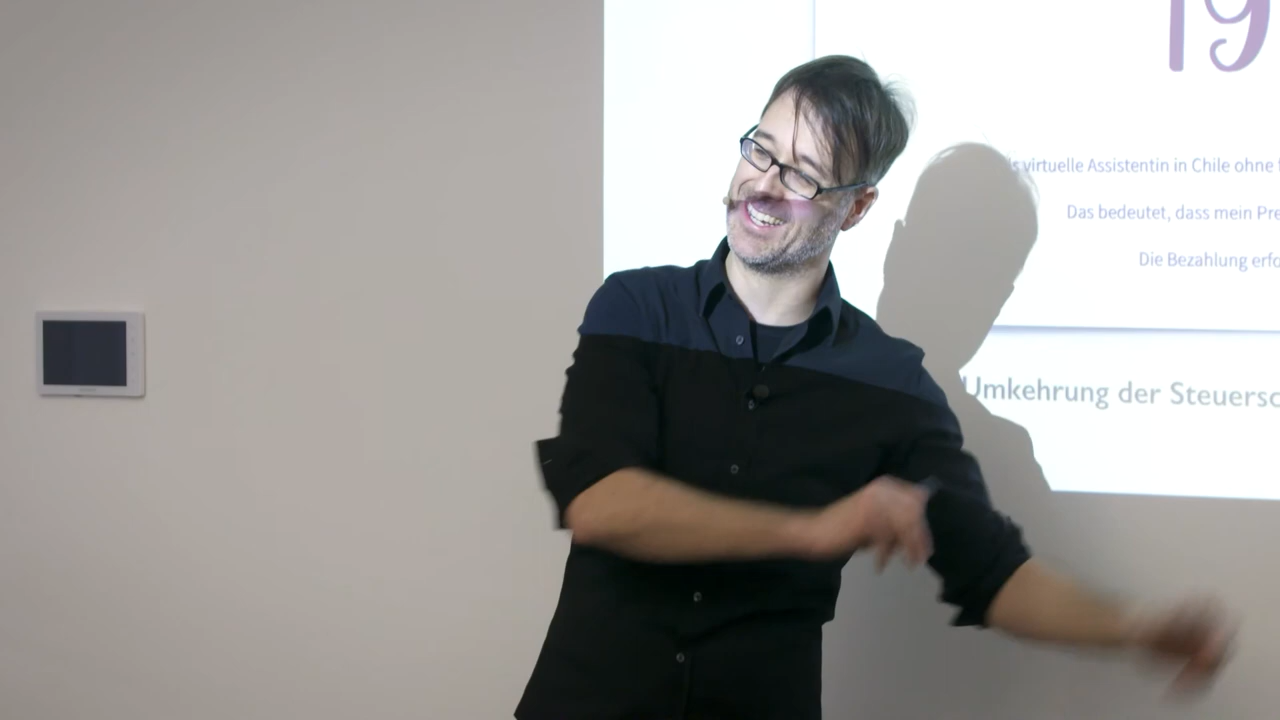 19
virtuelle Assistentin in Chile ohne
Das bedeutet, dass mein Pre
Die Bezahlung erfo
Umkehrung der Steuersc